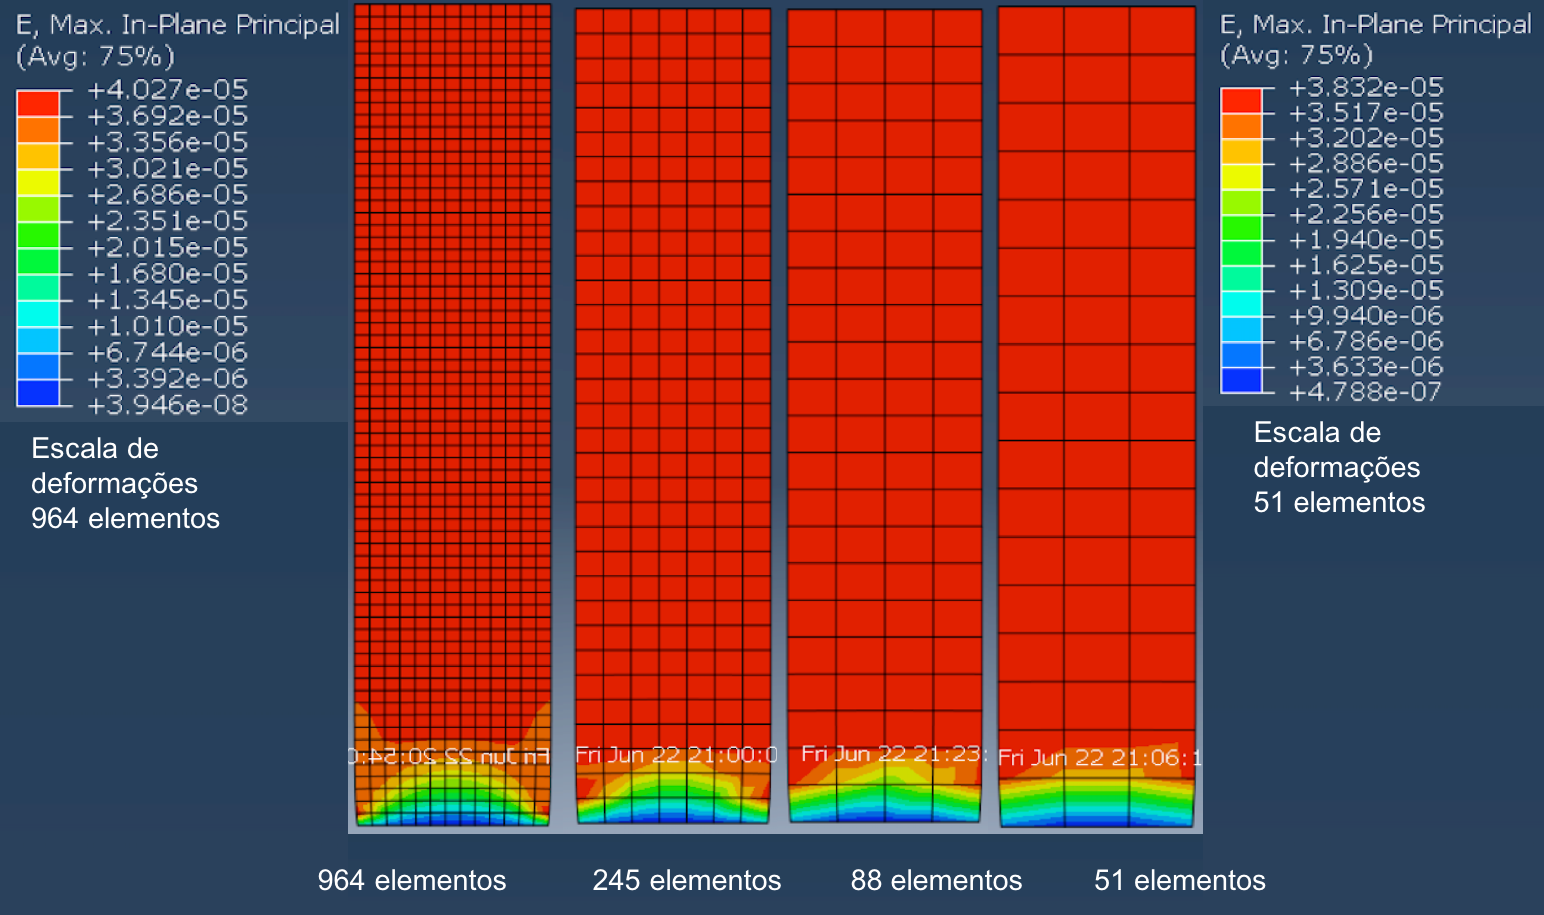 E, Max. In-Plane Principal
(Avg: 75%)
+4.027e-05
+3.692e-05
+3.356e-05
+3.021e-05
+2.686e-05
+2.351e-05
+2.015e-05
+1.680e-05
+1.345e-05
+1.010e-05
+6.744e-06
+3.392e-06
+3.946e-08
Escala de
deformações
964 elementos
E, Max. In-Plane Principal
(Avg: 75%)
+3.832e-05
+3.517e-05
+3.202e-05
+2.886e-05
+2.571e-05
+2.256e-05
+1.940e-05
+1.625e-05
+1.309e-05
+9.940e-06
+6.786e-06
+3.633e-06
+4.788e-07
Escala de
deformações
51 elementos
Fri Jun 22 20:54:0
Fri Jun 22 21:00:0
Fri Jun 22 21:23:
Fri Jun 22 21:06:1
964 elementos
245 elementos
88 elementos
51 elementos